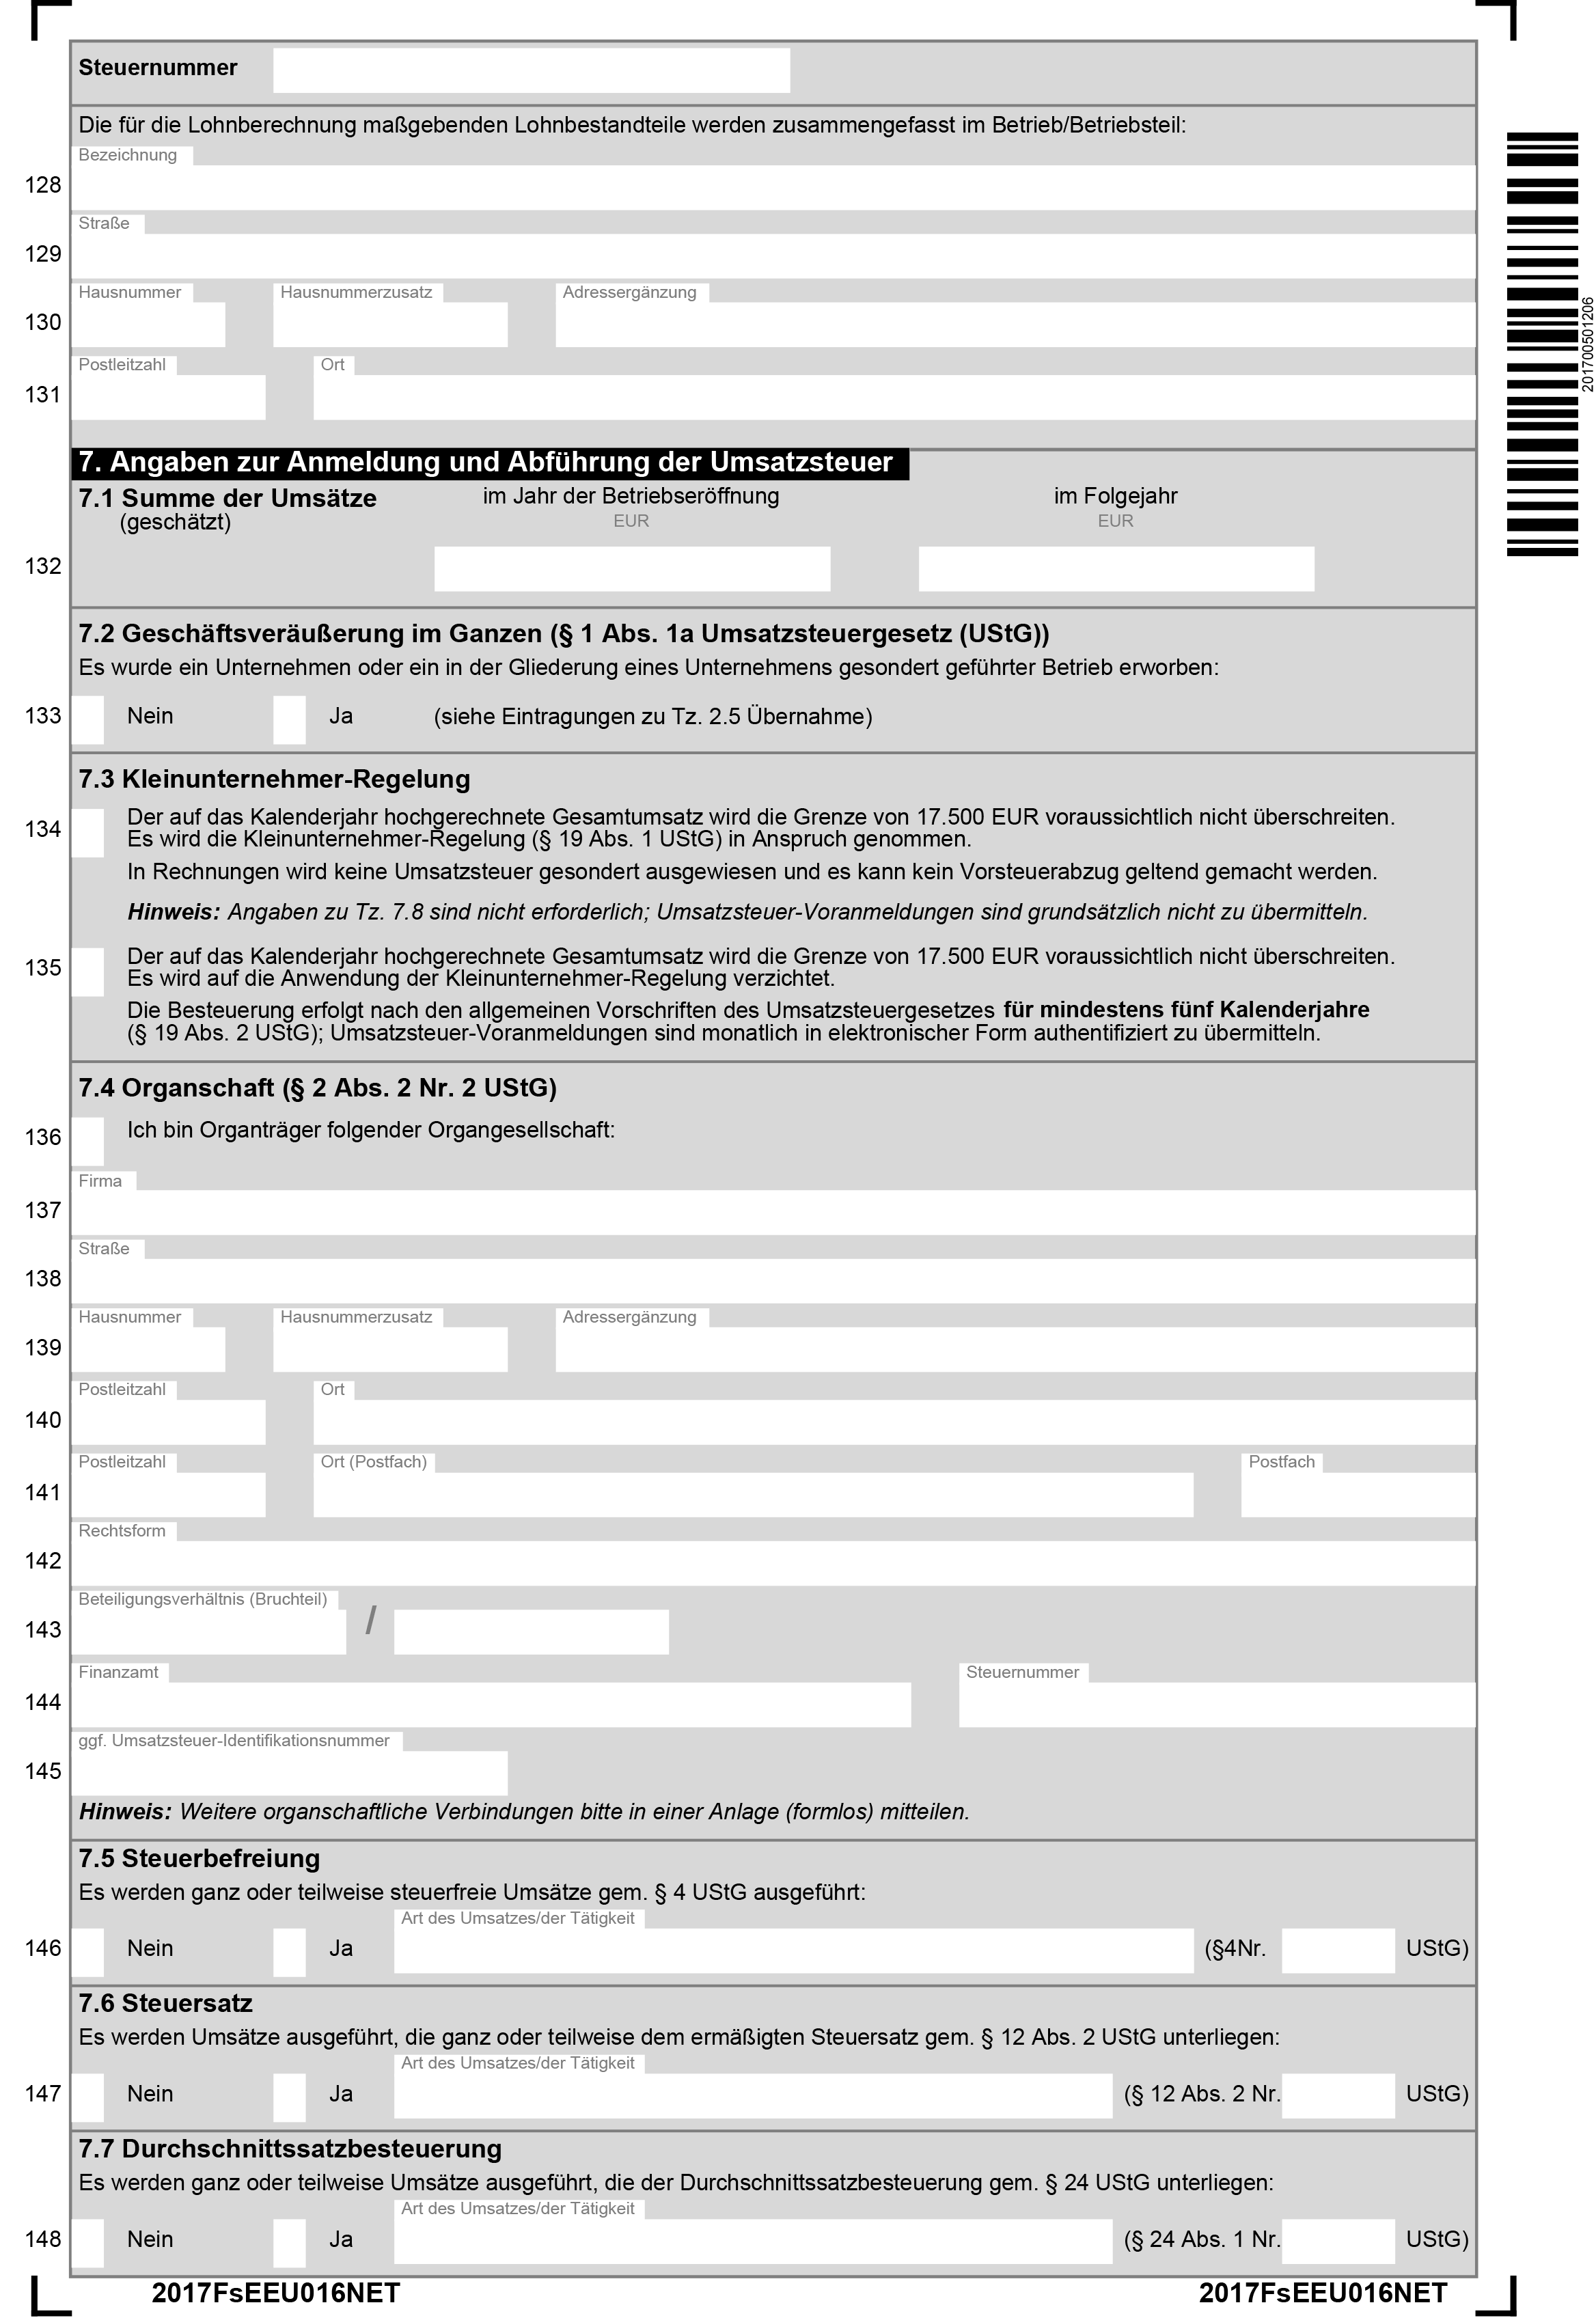 Steuernummer
Die für die Lohnberechnung maßgebenden Lohnbestandteile werden zusammengefasst im Betrieb/Betriebsteil:
Bezeichnung
128
Straße
129
Hausnummer Hausnummerzusatz Adressergänzung
130
Postleitzahl Ort
131
201700501206
7. Angaben zur Anmeldung und Abführung der Umsatzsteuer
7.1 Summe der Umsätze im Jahr der Betriebseröffnung im Folgejahr
(geschätzt) EUR EUR
132
7.2 Geschäftsveräußerung im Ganzen (§ 1 Abs. 1a Umsatzsteuergesetz (UStG))
Es wurde ein Unternehmen oder ein in der Gliederung eines Unternehmens gesondert geführter Betrieb erworben:
133 Nein Ja (siehe Eintragungen zu Tz. 2.5 Übernahme)
7.3 Kleinunternehmer-Regelung
134 Der auf das Kalenderjahr hochgerechnete Gesamtumsatz wird die Grenze von 17.500 EUR voraussichtlich nicht überschreiten.
Es wird die Kleinunternehmer-Regelung (§ 19 Abs. 1 UStG) in Anspruch genommen.
In Rechnungen wird keine Umsatzsteuer gesondert ausgewiesen und es kann kein Vorsteuerabzug geltend gemacht werden.
Hinweis: Angaben zu Tz. 7.8 sind nicht erforderlich; Umsatzsteuer-Voranmeldungen sind grundsätzlich nicht zu übermitteln.
135 Der auf das Kalenderjahr hochgerechnete Gesamtumsatz wird die Grenze von 17.500 EUR voraussichtlich nicht überschreiten.
Es wird auf die Anwendung der Kleinunternehmer-Regelung verzichtet.
Die Besteuerung erfolgt nach den allgemeinen Vorschriften des Umsatzsteuergesetzes für mindestens fünf Kalenderjahre
(§ 19 Abs. 2 UStG); Umsatzsteuer-Voranmeldungen sind monatlich in elektronischer Form authentifiziert zu übermitteln.
7.4 Organschaft (§ 2 Abs. 2 Nr. 2 UStG)
136 Ich bin Organträger folgender Organgesellschaft:
Firma
137
Straße
138
Hausnummer Hausnummerzusatz Adressergänzung
139
Postleitzahl Ort
140
Postleitzahl Ort (Postfach) Postfach
141
Rechtsform
142
Beteiligungsverhältnis (Bruchteil)
143 /
Finanzamt Steuernummer
144
ggf. Umsatzsteuer-Identifikationsnummer
145
Hinweis: Weitere organschaftliche Verbindungen bitte in einer Anlage (formlos) mitteilen.
7.5 Steuerbefreiung
Es werden ganz oder teilweise steuerfreie Umsätze gem. § 4 UStG ausgeführt:
Art des Umsatzes/der Tätigkeit
146 Nein Ja (§4Nr. UStG)
7.6 Steuersatz
Es werden Umsätze ausgeführt, die ganz oder teilweise dem ermäßigten Steuersatz gem. § 12 Abs. 2 UStG unterliegen:
Art des Umsatzes/der Tätigkeit
147 Nein Ja (§ 12 Abs. 2 Nr. UStG)
7.7 Durchschnittssatzbesteuerung
Es werden ganz oder teilweise Umsätze ausgeführt, die der Durchschnittssatzbesteuerung gem. § 24 UStG unterliegen:
Art des Umsatzes/der Tätigkeit
148 Nein Ja (§ 24 Abs. 1 Nr. UStG)
2017FsEEU016NET 2017FsEEU016NET